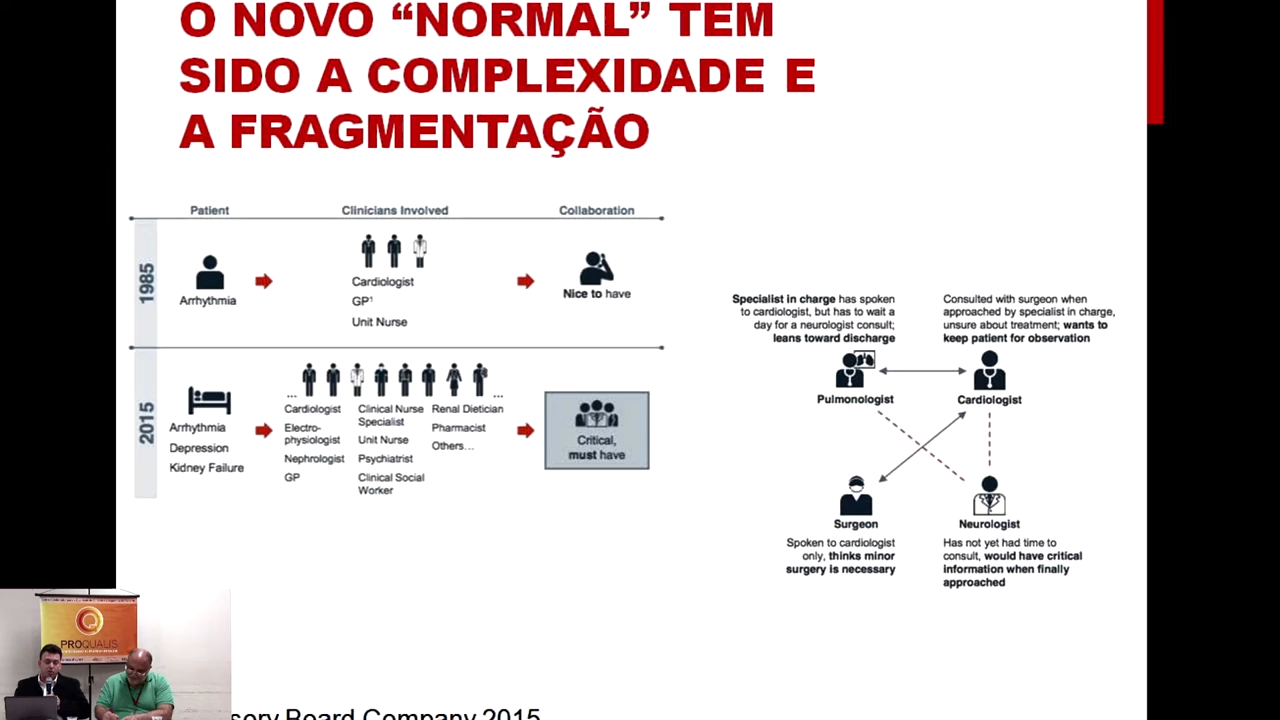 O NOVO “NORMAL” TEM
SIDO A COMPLEXIDADE E
A FRAGMENTAÇÃO
Patient
Clinicians Involved
Collaboration
1985
Arrhythmia
Cardiologist
GP¹
Unit Nurse
Nice to have
2015
Arrhythmia
Depression
Kidney Failure
...
Cardiologist
Electro-
physiologist
Nephrologist
GP
Clinical Nurse
Specialist
Unit Nurse
Psychiatrist
Clinical Social
Worker
...
Renal Dietician
Pharmacist
Others...
Critical,
must have
Specialist in charge has spoken
to cardiologist, but has to wait a
day for a neurologist consult;
leans toward discharge
Pulmonologist
Consulted with surgeon when
approached by specialist in charge,
unsure about treatment; wants to
keep patient for observation
Cardiologist
Surgeon
Spoken to cardiologist
only, thinks minor
surgery is necessary
Neurologist
Has not yet had time to
consult, would have critical
information when finally
approached
PROQUALIS
sory Board Company 2015